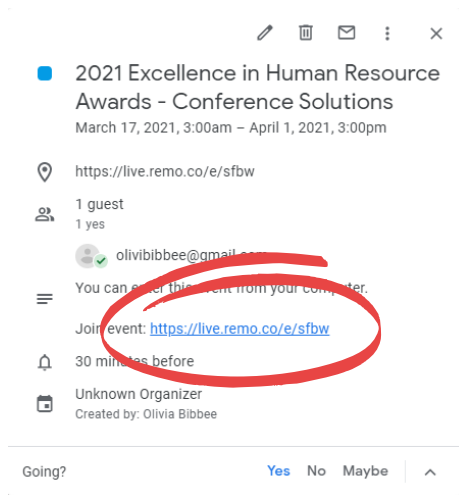 2021 Excellence in Human Resource
Awards - Conference Solutions
March 17, 2021, 3:00am – April 1, 2021, 3:00pm
https://live.remo.co/e/sfbw
1 guest
1 yes
olivibibbee@gmail.com
You can enter this event from your computer.
Join event: https://live.remo.co/e/sfbw
30 minutes before
Unknown Organizer
Created by: Olivia Bibbee
Going? Yes No Maybe